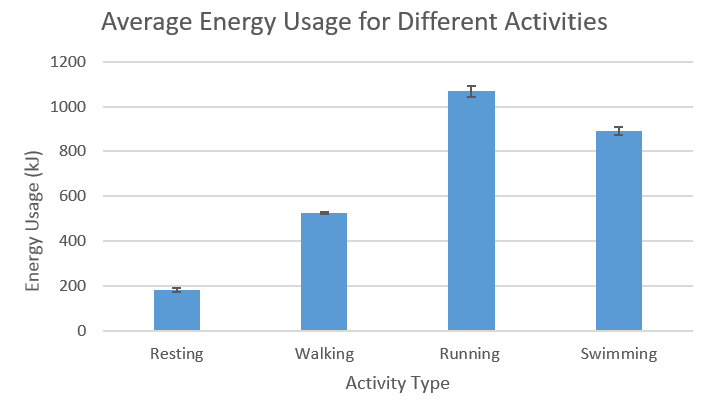 Average Energy Usage for Different Activities
1200
1000
800
600
400
200
0
Energy Usage (kJ)
Resting
Walking
Running
Swimming
Activity Type